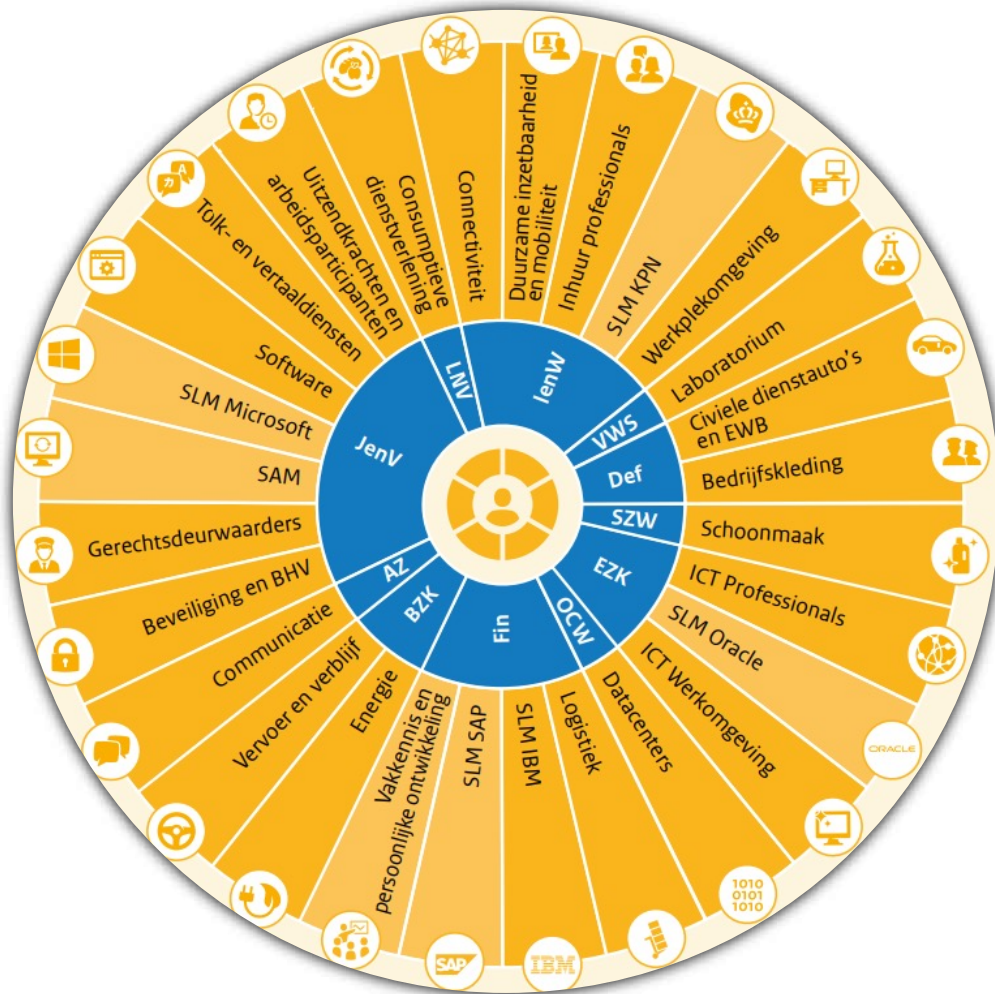 Duurzame inzetbaarheid
en mobiliteit
Inhuur professionals
SLM KPN
Werkplekomgeving
Laboratorium
Civiele dienstauto's
en EWB
Bedrijfskleding
Schoonmaak
ICT Professionals
SLM Oracle
ICT Werkomgeving
Datacenters
Logistiek
SLM IBM
SLM SAP
Vakkennis en
persoonlijke ontwikkeling
Energie
Vervoer en verblijf
Communicatie
Beveiliging en BHV
Gerechtsdeurwaarders
SAM
SLM Microsoft
Software
Tolk- en vertaaldiensten
Uitzendkrachten en
arbeidsparticipanten
Consumptieve
dienstverlening
Connectiviteit
IenW
VWS
Def
SZW
EZK
OCW
Fin
BZK
AZ
JenV
LNV
ORACLE
1010
0101
1010
IBM
SAP
A
カ